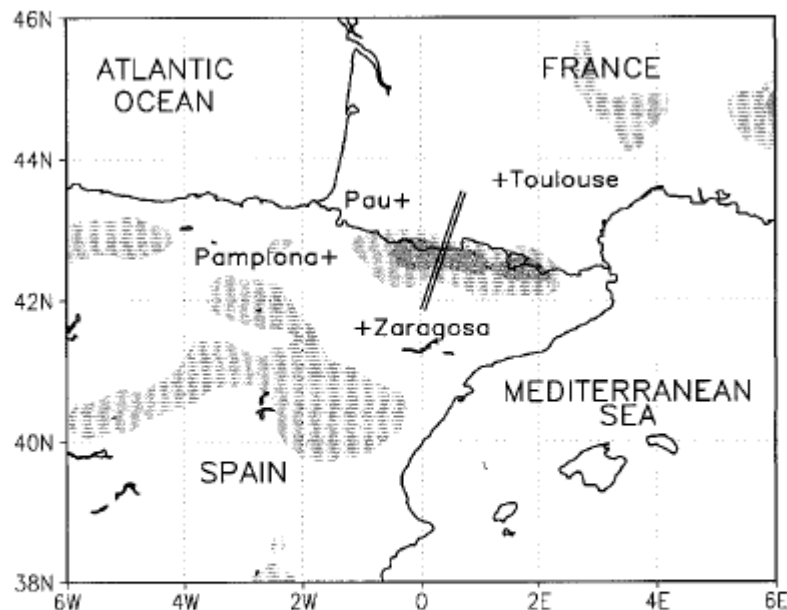 46N
ATLANTIC
OCEAN
FRANCE
44N
+Toulouse
Pau+
Pamplona+
42N
+Zaragosa
MEDITERRANEAN
SEA
40N
SPAIN
38N
6W
4W
2W
0
2E
4E
6E